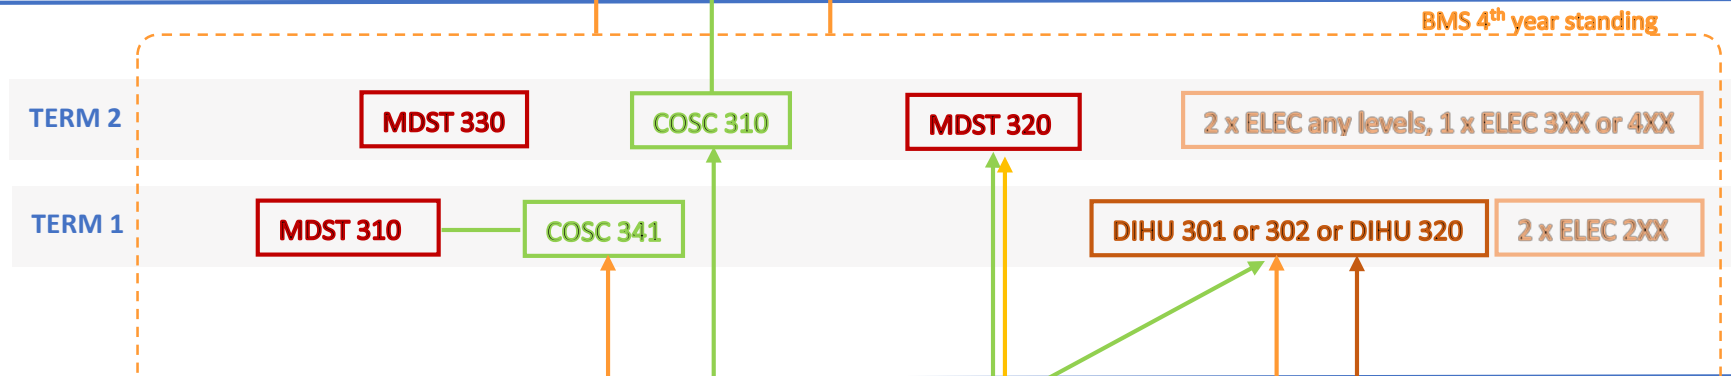 BMS 4th year standing
TERM 2
MDST 330
COSC 310
MDST 320
2 x ELEC any levels, 1 x ELEC 3XX or 4XX
TERM 1
MDST 310
COSC 341
DIHU 301 or 302 or DIHU 320
2 x ELEC 2XX